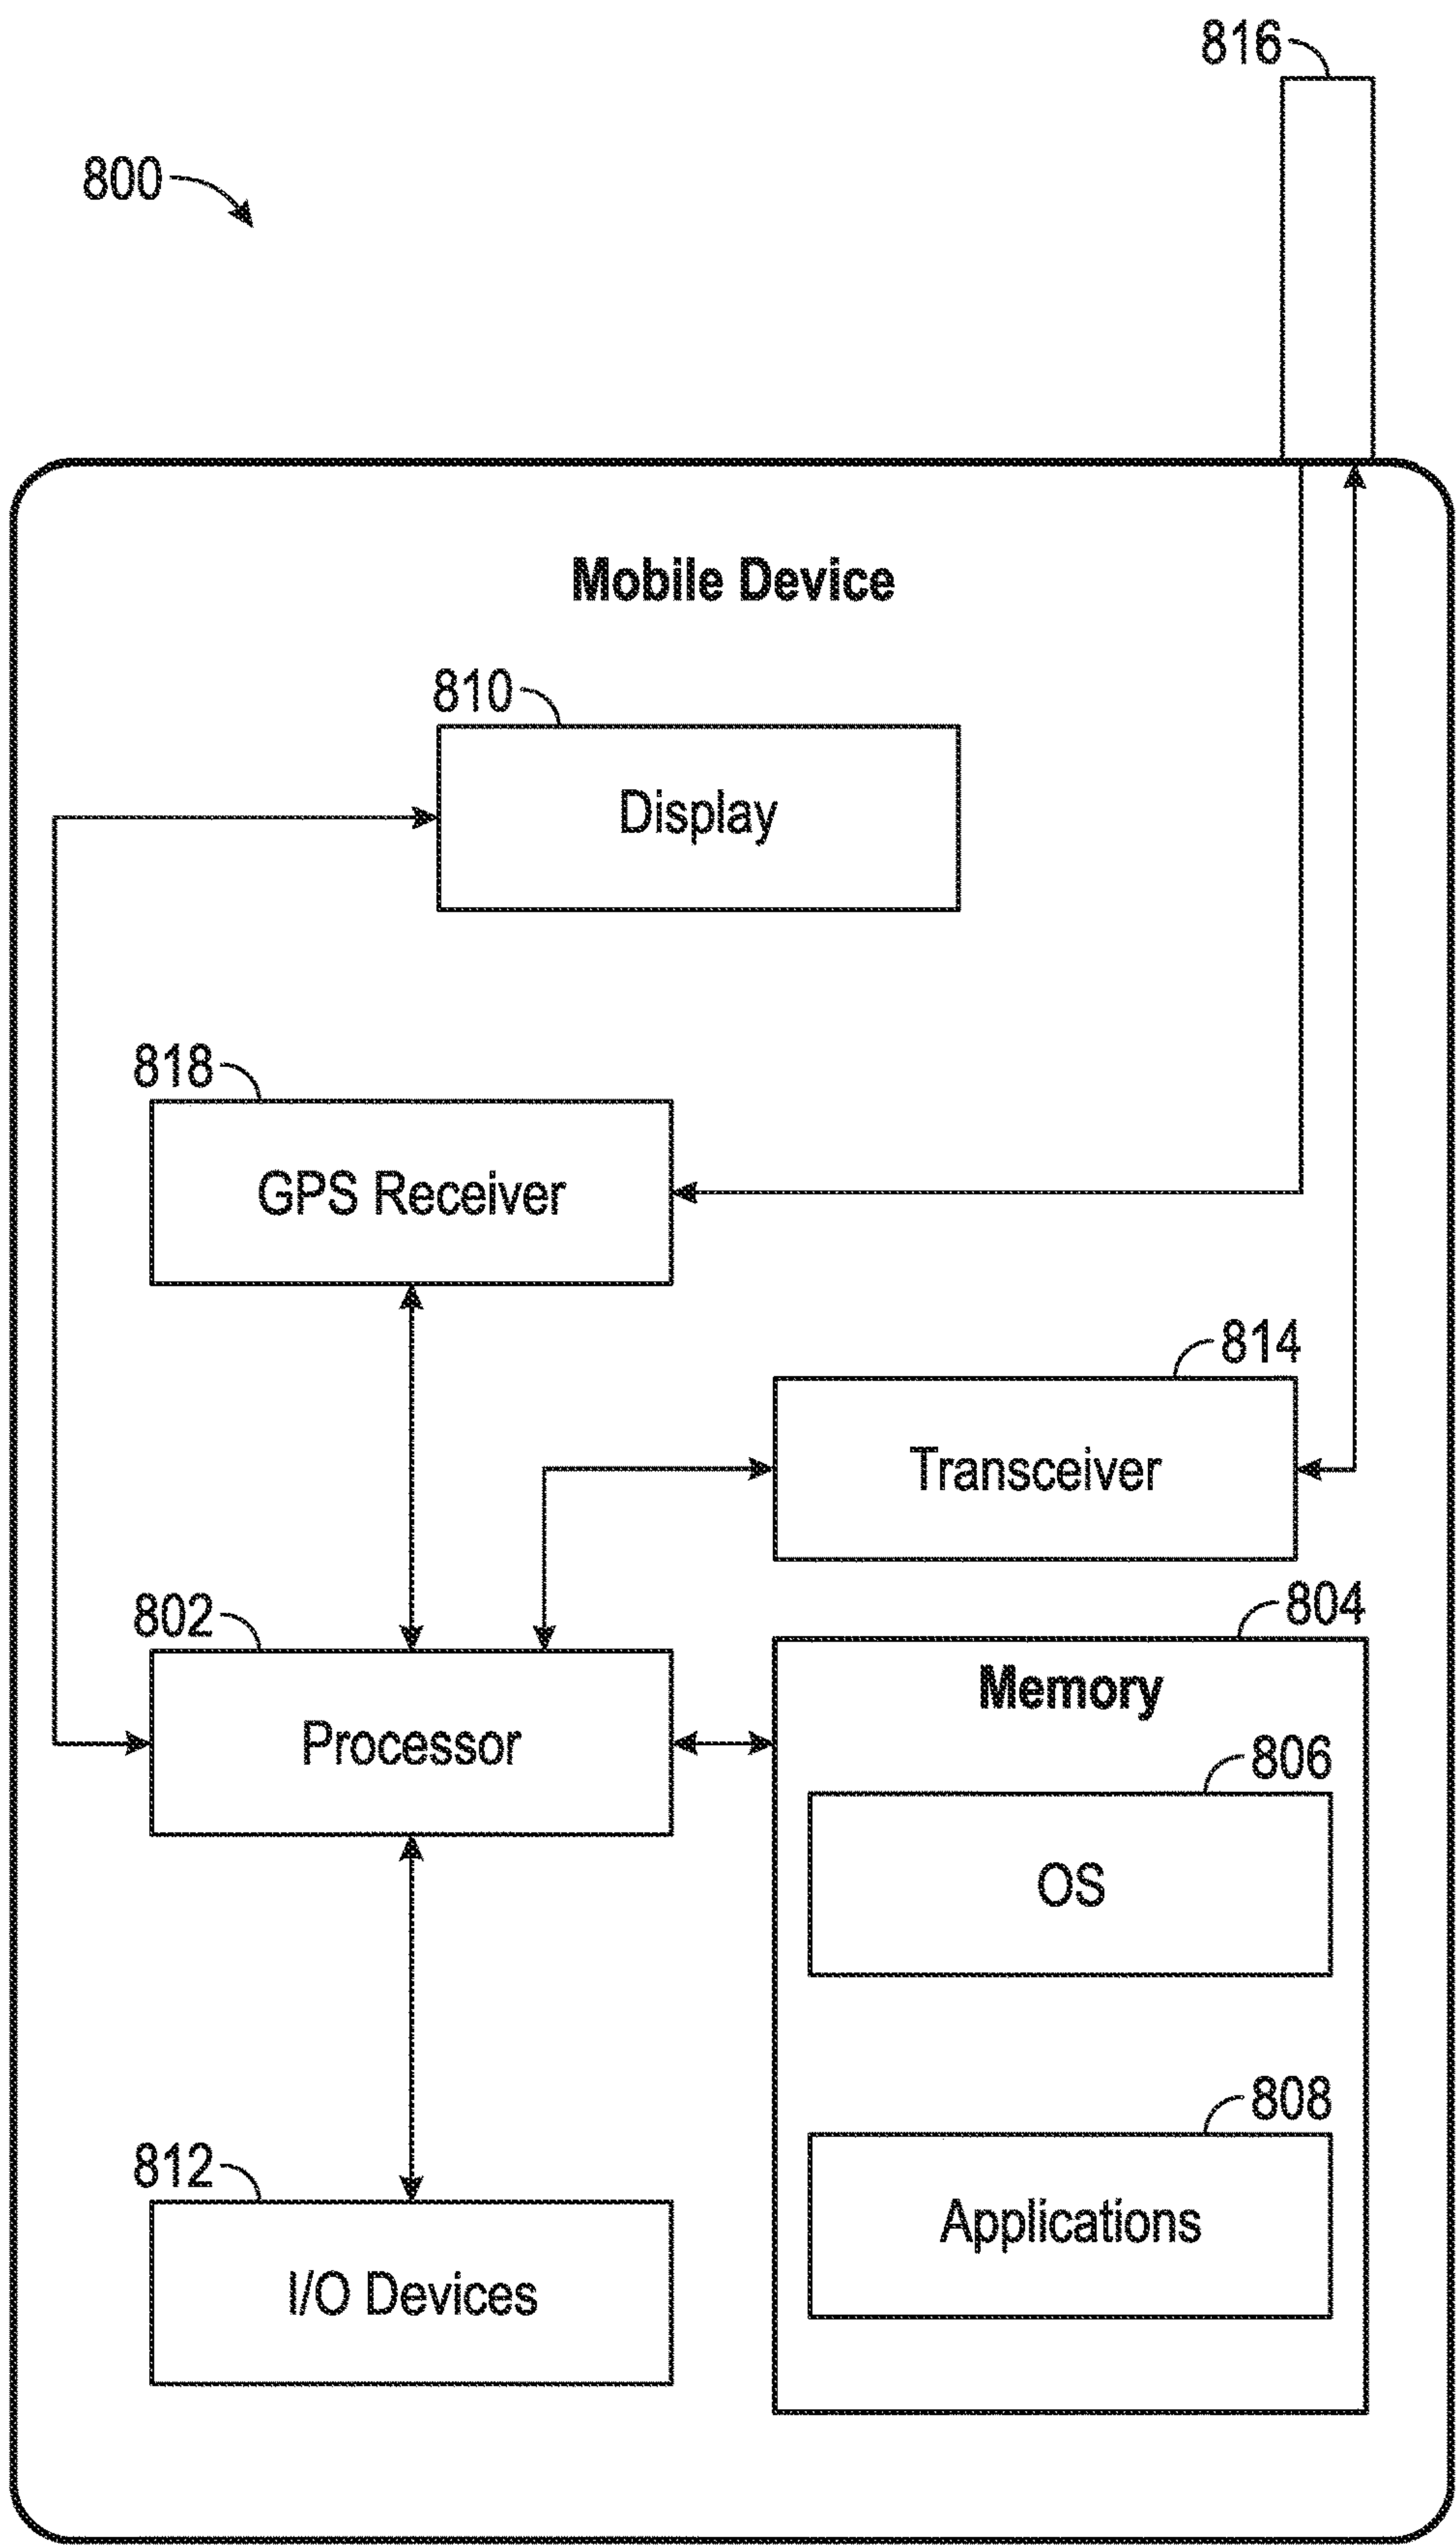 816
800
Mobile Device
810
Display
818
GPS Receiver
814
Transceiver
802
Processor
804
Memory
806
OS
808
Applications
812
I/O Devices